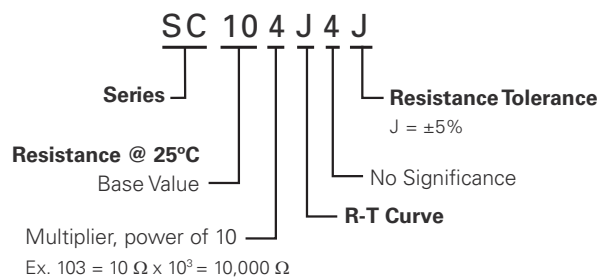 SC 10 4 J 4 J
Series
Resistance Tolerance
J = ±5%
Resistance @ 25ºC
Base Value
No Significance
R-T Curve
Multiplier, power of 10
Ex. 103 = 10 Ω x 10³ = 10,000 Ω